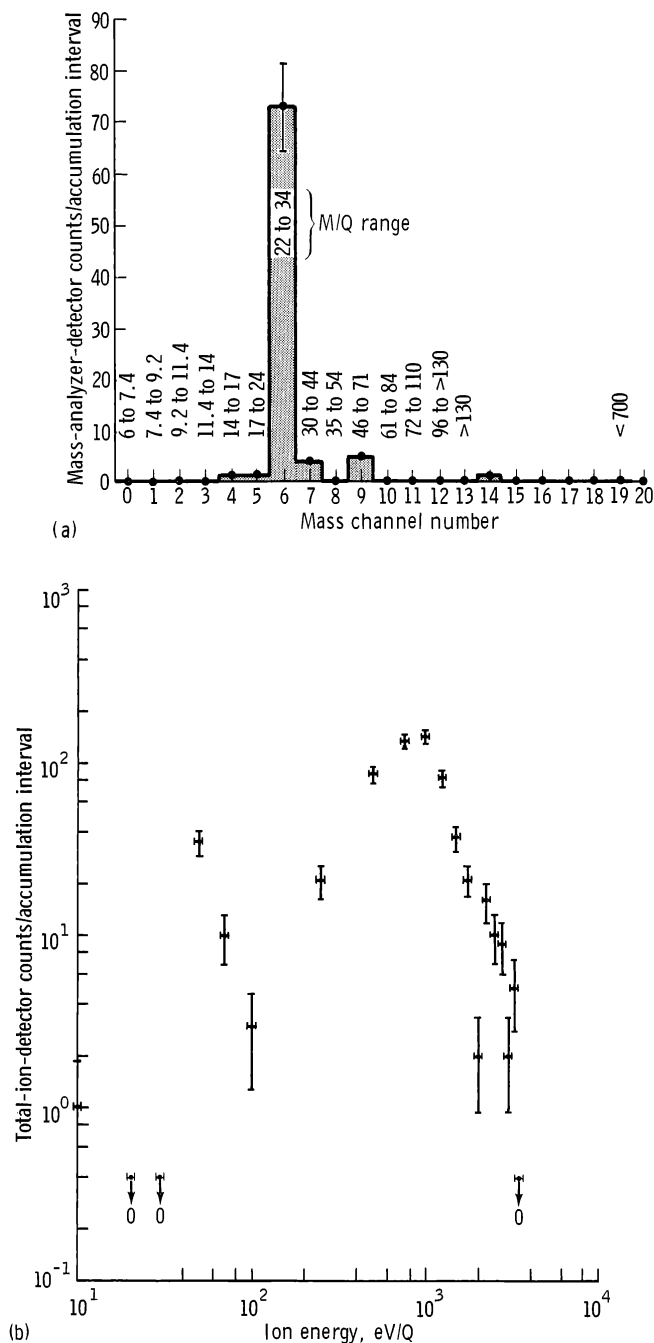 Mass-analyzer-detector counts/accumulation interval
90
80
70
60
50
40
30
20
10
0
22 to 34
M/Q range
6 to 7.4
7.4 to 9.2
9.2 to 11.4
11.4 to 14
14 to 17
17 to 24
30 to 44
35 to 54
46 to 71
61 to 84
72 to 110
96 to >130
>130
<700
0 1 2 3 4 5 6 7 8 9 10 11 12 13 14 15 16 17 18 19 20
(a)
Mass channel number
Total-ion-detector counts/accumulation interval
10³
10²
10¹
10⁰
10⁻¹
0 0 0
10¹ 10² 10³ 10⁴
(b)
Ion energy, eV/Q